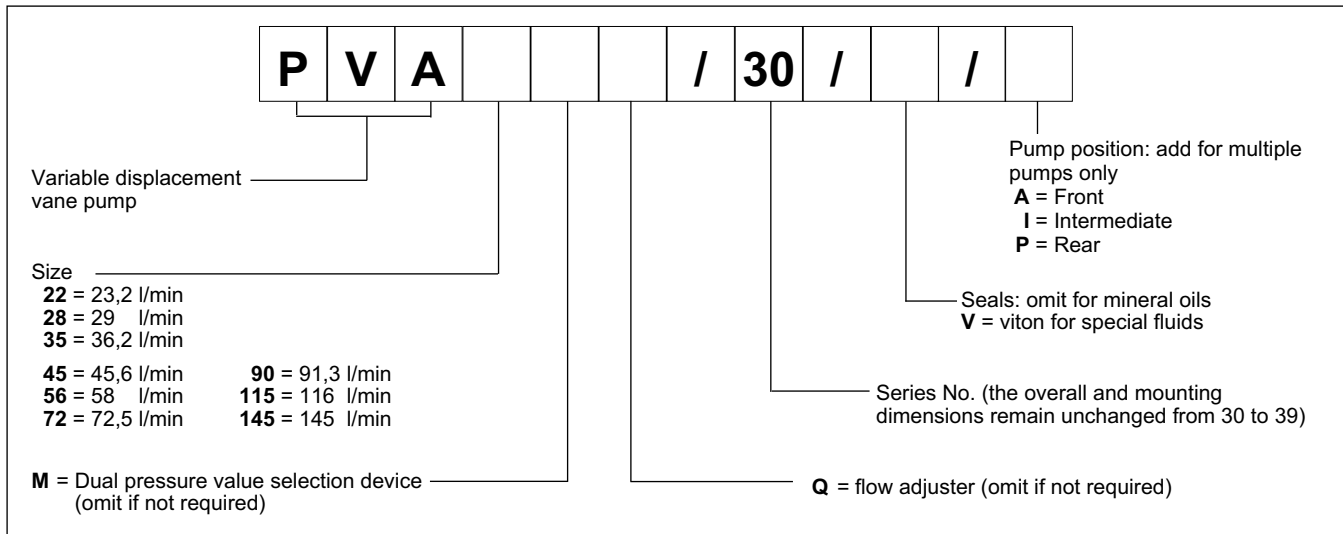 P V A / 30 / /
Variable displacement
vane pump
Pump position: add for multiple
pumps only
A = Front
I = Intermediate
P = Rear
Size
22 = 23,2 l/min
28 = 29 l/min
35 = 36,2 l/min
45 = 45,6 l/min
56 = 58 l/min
72 = 72,5 l/min
90 = 91,3 l/min
115 = 116 l/min
145 = 145 l/min
Seals: omit for mineral oils
V = viton for special fluids
Series No. (the overall and mounting
dimensions remain unchanged from 30 to 39)
M = Dual pressure value selection device
(omit if not required)
Q = flow adjuster (omit if not required)